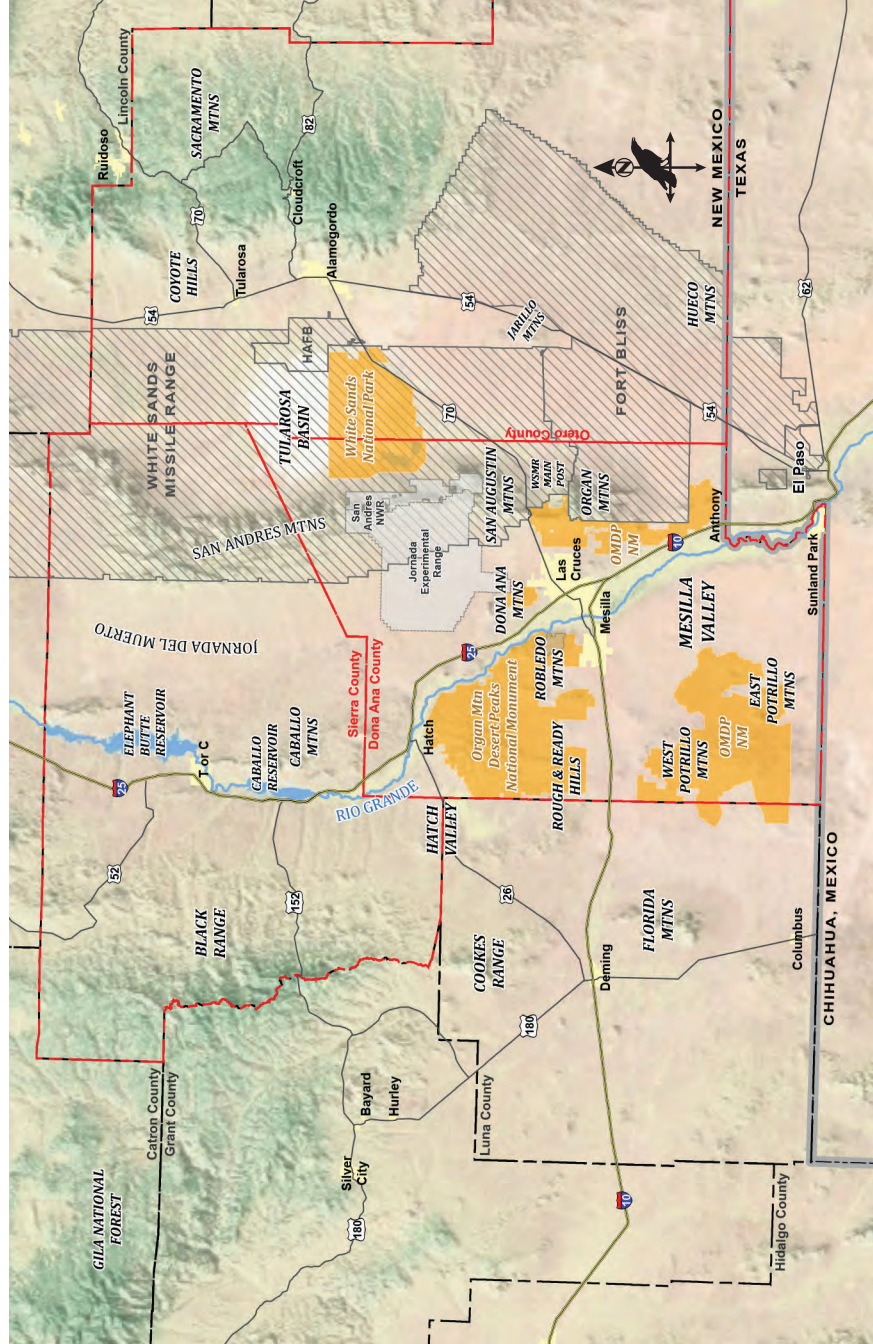 GILA NATIONAL
FOREST
Catron County
Grant County
52
25
ELEPHANT
BUTTE
RESERVOIR
T or C
BLACK
RANGE
152
CABALLO
RESERVOIR
CABALLO
MTNS
JORNADA DEL MUERTO
RIO GRANDE
Sierra County
Dona Ana County
SAN ANDRES MTNS
WHITE SANDS
MISSILE RANGE
54
COYOTE
HILLS
70
Ruidoso
Lincoln County
SACRAMENTO
MTNS
Tularosa
Cloudcroft
82
Alamogordo
HAFB
TULAROSA
BASIN
White Sands
National Park
San
Andres
NWR
Jornada
Experimental
Range
Silver
City
180
Bayard
Hurley
Luna County
180
COOKES
RANGE
26
HATCH
VALLEY
Hatch
25
Organ Mtn
Desert Peaks
National Monument
ROBLEDO
MTNS
ROUGH & READY
HILLS
DONA ANA
MTNS
SAN AUGUSTIN
MTNS
70
WSMR
MAIN
POST
ORGAN
MTNS
Otero County
54
JARILLO
MTNS
FORT BLISS
HUECO
MTNS
N
Las
Cruces
Mesilla
OMDP
NM
10
Anthony
54
NEW MEXICO
TEXAS
10
Deming
FLORIDA
MTNS
WEST
POTRILLO
MTNS
OMDP
NM
EAST
POTRILLO
MTNS
MESILLA
VALLEY
Sunland Park
El Paso
62
Hidalgo County
Columbus
CHIHUAHUA, MEXICO